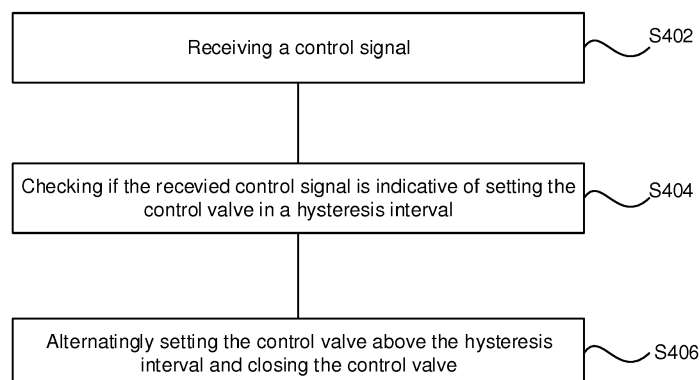 Receiving a control signal
S402
Checking if the recevied control signal is indicative of setting the
control valve in a hysteresis interval
S404
Alternatingly setting the control valve above the hysteresis
interval and closing the control valve
S406